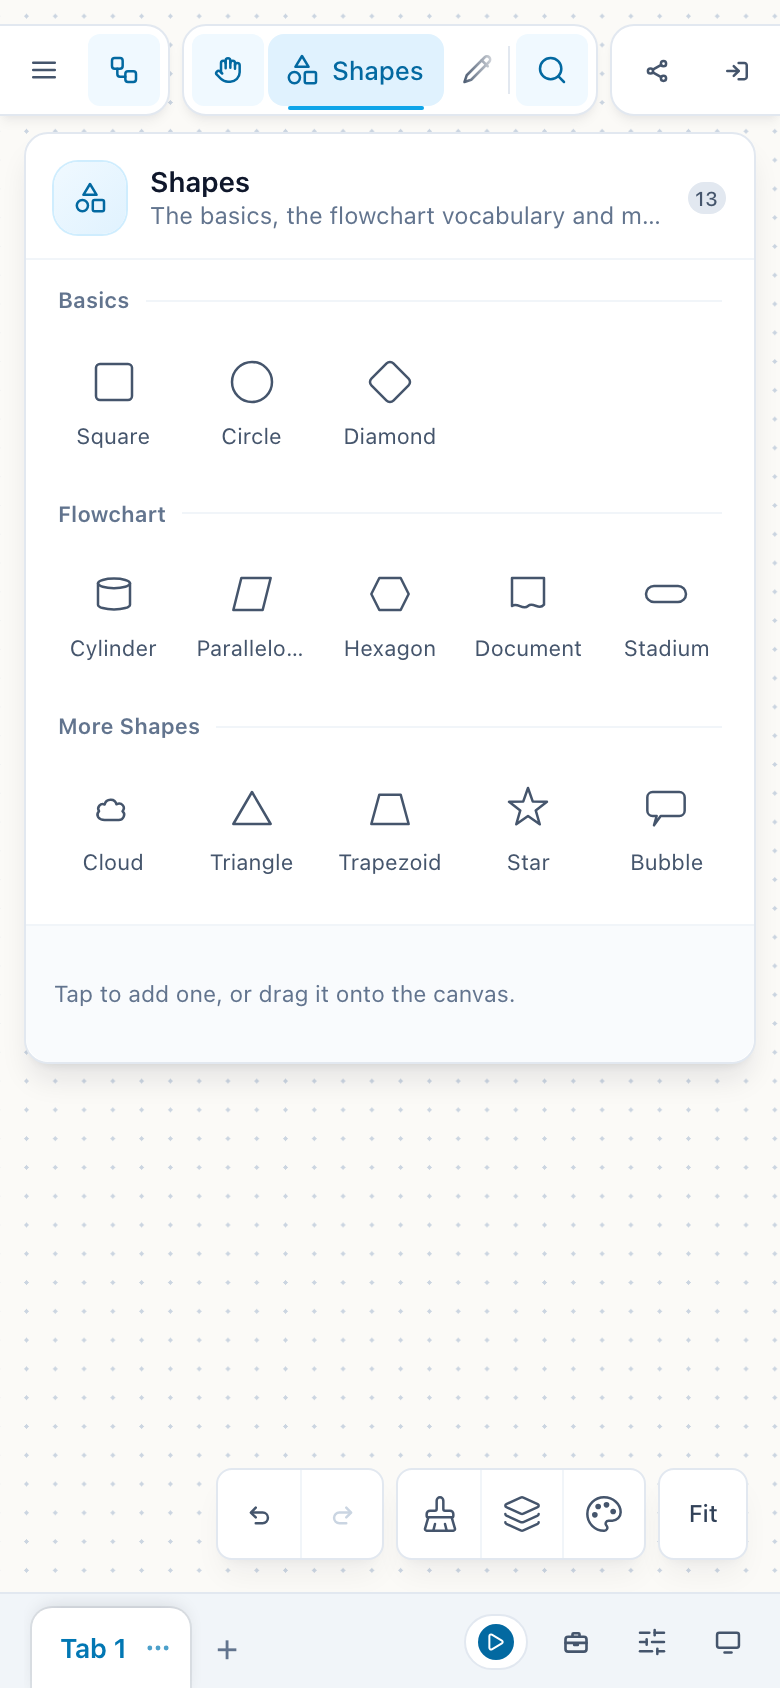 Shapes
Shapes
The basics, the flowchart vocabulary and m...
13
Basics
Square
Circle
Diamond
Flowchart
Cylinder
Parallelo...
Hexagon
Document
Stadium
More Shapes
Cloud
Triangle
Trapezoid
Star
Bubble
Tap to add one, or drag it onto the canvas.
Fit
Tab 1